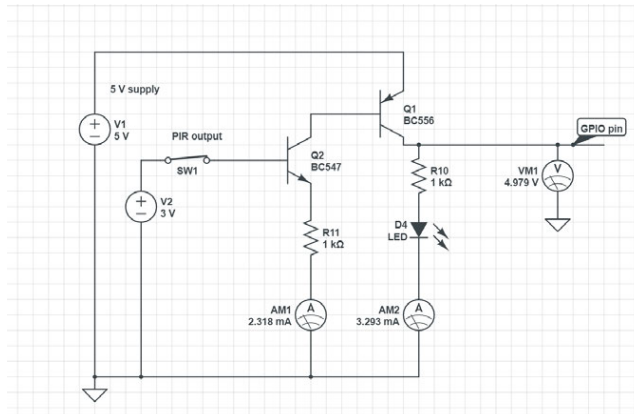 5 V supply
+
V1
5 V
PIR output
SW1
+
V2
3 V
Q2
BC547
R11
1 kΩ
AM1
2.318 mA
A
Q1
BC556
R10
1 kΩ
D4
LED
AM2
3.293 mA
A
GPIO pin
VM1
4.979 V
V